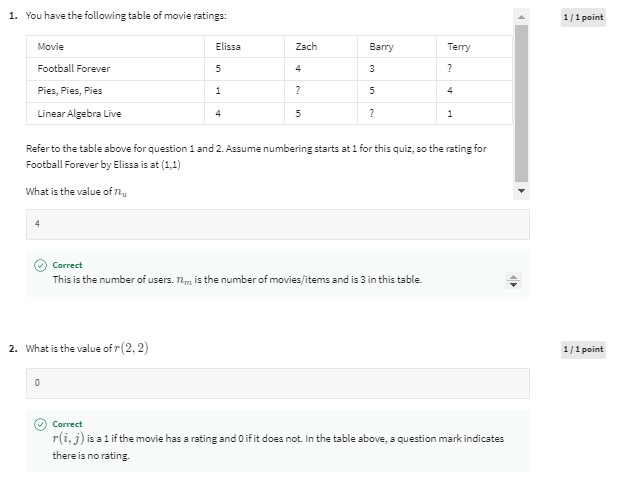 1. You have the following table of movie ratings:
1 / 1 point
Movie Elissa Zach Barry Terry
Football Forever 5 4 3 ?
Pies, Pies, Pies 1 ? 5 4
Linear Algebra Live 4 5 ? 1
Refer to the table above for question 1 and 2. Assume numbering starts at 1 for this quiz, so the rating for
Football Forever by Elissa is at (1,1)
What is the value of n_u
4
Correct
This is the number of users. n_m is the number of movies/items and is 3 in this table.
2. What is the value of r(2, 2)
1 / 1 point
0
Correct
r(i, j) is a 1 if the movie has a rating and 0 if it does not. In the table above, a question mark indicates
there is no rating.